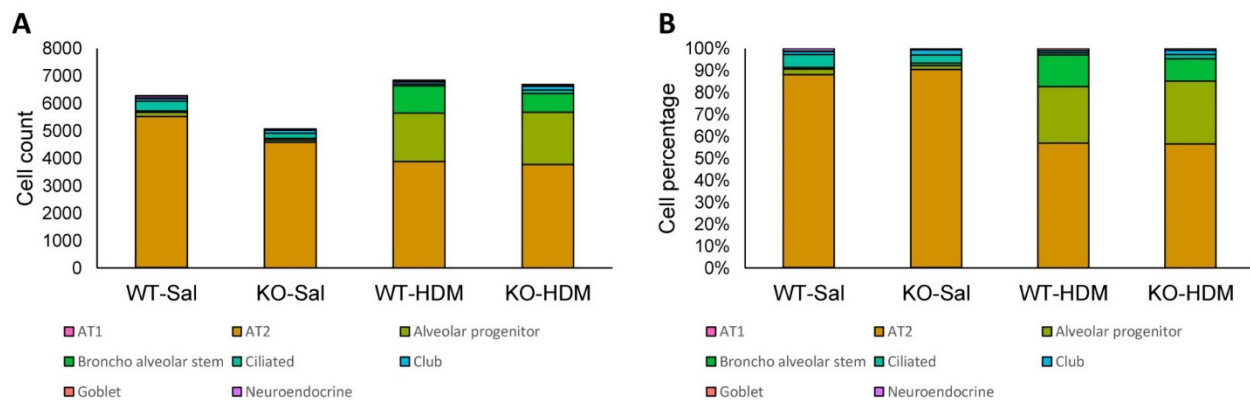 A
8000
7000
6000
5000
4000
3000
2000
1000
0
Cell count
WT-Sal KO-Sal WT-HDM KO-HDM
AT1 AT2 Alveolar progenitor
Broncho alveolar stem Ciliated Club
Goblet Neuroendocrine
B
100%
90%
80%
70%
60%
50%
40%
30%
20%
10%
0%
Cell percentage
WT-Sal KO-Sal WT-HDM KO-HDM
AT1 AT2 Alveolar progenitor
Broncho alveolar stem Ciliated Club
Goblet Neuroendocrine